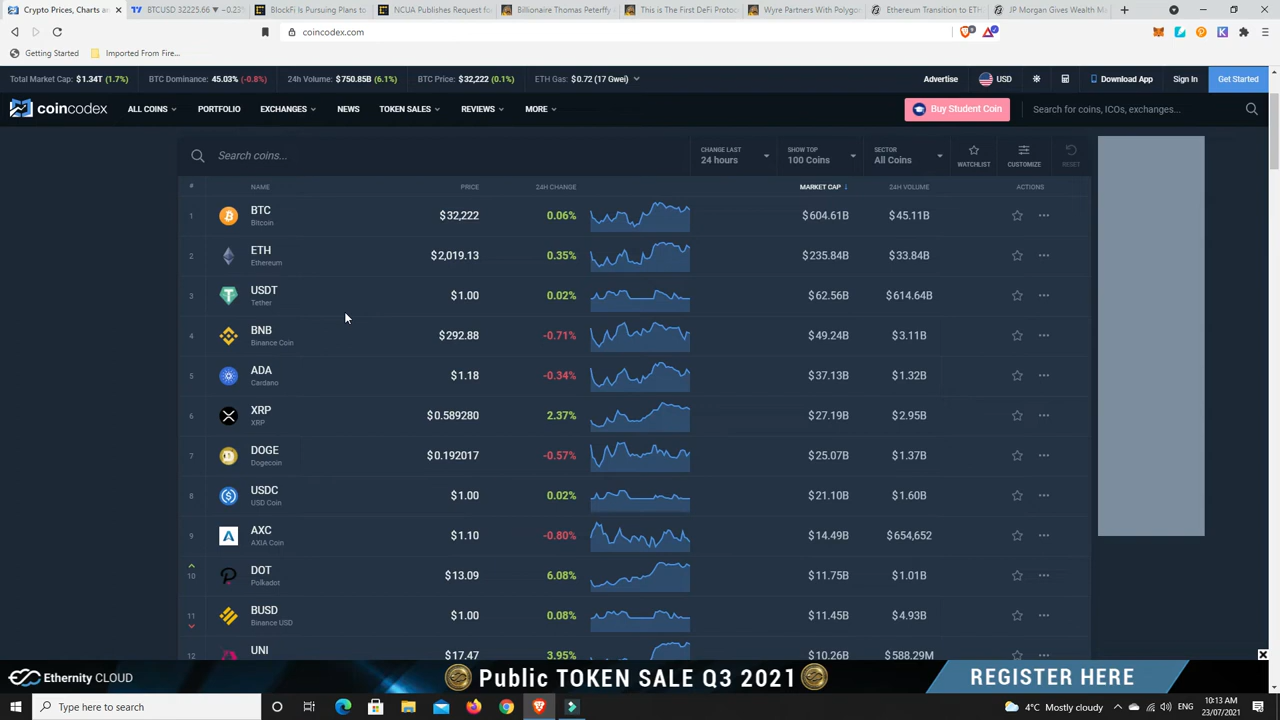 Crypto Prices, Charts an
BTCUSD 32225.66 −0.23%
BlockFi Is Pursuing Plans to
NCUA Publishes Request for
Billionaire Thomas Peterffy
This is The First DeFi Protoc
Wyre Partners With Polygon
Ethereum Transition to ETH
JP Morgan Gives Wealth M
coincodex.com
Getting Started Imported From Fire...
Total Market Cap: $1.34T (1.7%) BTC Dominance: 45.03% (-0.8%) 24h Volume: $750.85B (6.1%) BTC Price: $32,222 (0.1%) ETH Gas: $0.72 (17 Gwei) Advertise USD Download App Sign In Get Started
coincodex ALL COINS PORTFOLIO EXCHANGES NEWS TOKEN SALES REVIEWS MORE Buy Student Coin Search for coins, ICOs, exchanges...
Search coins...
CHANGE LAST
24 hours
SHOW TOP
100 Coins
SECTOR
All Coins
WATCHLIST
CUSTOMIZE
RESET
# NAME PRICE 24H CHANGE MARKET CAP ↓ 24H VOLUME ACTIONS
1 BTC $32,222 0.06% $604.61B $45.11B
Bitcoin
2 ETH $2,019.13 0.35% $235.84B $33.84B
Ethereum
3 USDT $1.00 0.02% $62.56B $614.64B
Tether
4 BNB $292.88 -0.71% $49.24B $3.11B
Binance Coin
5 ADA $1.18 -0.34% $37.13B $1.32B
Cardano
6 XRP $0.589280 2.37% $27.19B $2.95B
XRP
7 DOGE $0.192017 -0.57% $25.07B $1.37B
Dogecoin
8 USDC $1.00 0.02% $21.10B $1.60B
USD Coin
9 AXC $1.10 -0.80% $14.49B $654,652
AXIA Coin
10 DOT $13.09 6.08% $11.75B $1.01B
Polkadot
11 BUSD $1.00 0.08% $11.45B $4.93B
Binance USD
12 UNI $17.47 3.95% $10.26B $588.29M
Ethernity CLOUD Public TOKEN SALE Q3 2021 REGISTER HERE
Type here to search
4°C Mostly cloudy
ENG
10:13 AM
23/07/2021